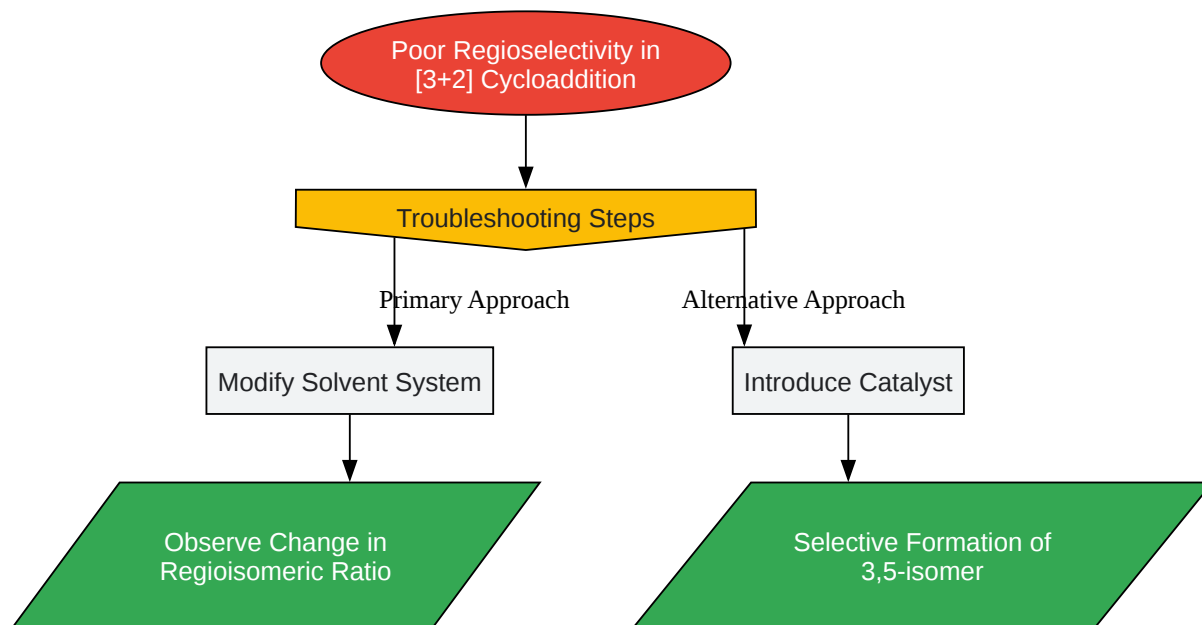 Poor Regioselectivity in
[3+2] Cycloaddition
Troubleshooting Steps
Primary Approach
Alternative Approach
Modify Solvent System
Introduce Catalyst
Observe Change in
Regioisomeric Ratio
Selective Formation of
3,5-isomer